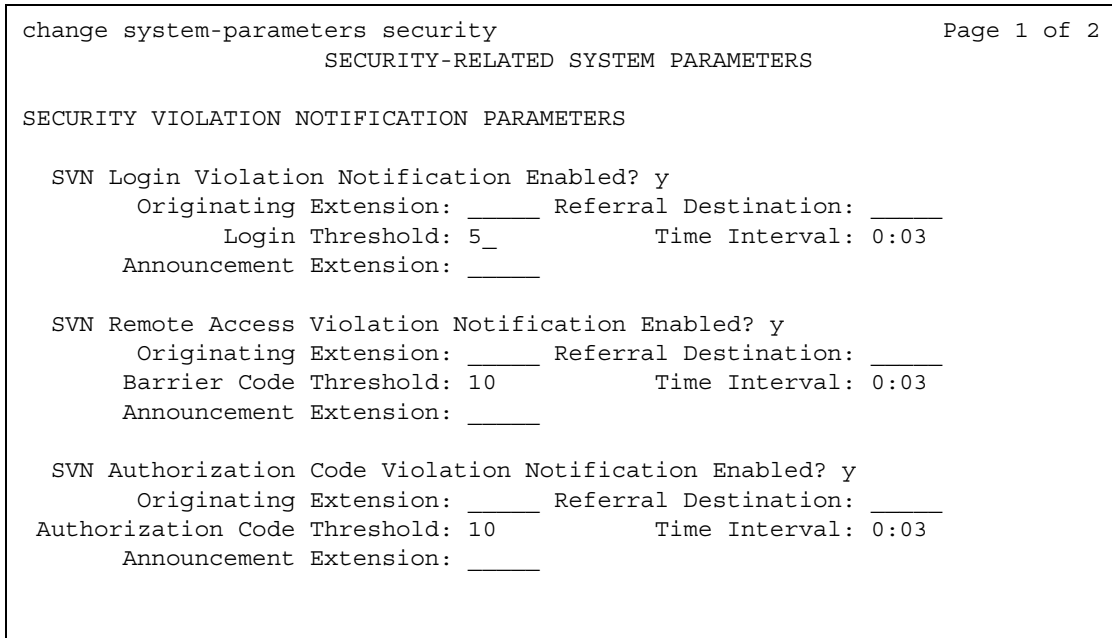 change system-parameters security Page 1 of 2
SECURITY-RELATED SYSTEM PARAMETERS
SECURITY VIOLATION NOTIFICATION PARAMETERS
SVN Login Violation Notification Enabled? y
Originating Extension: _____ Referral Destination: _____
Login Threshold: 5_ Time Interval: 0:03
Announcement Extension: _____
SVN Remote Access Violation Notification Enabled? y
Originating Extension: _____ Referral Destination: _____
Barrier Code Threshold: 10 Time Interval: 0:03
Announcement Extension: _____
SVN Authorization Code Violation Notification Enabled? y
Originating Extension: _____ Referral Destination: _____
Authorization Code Threshold: 10 Time Interval: 0:03
Announcement Extension: _____